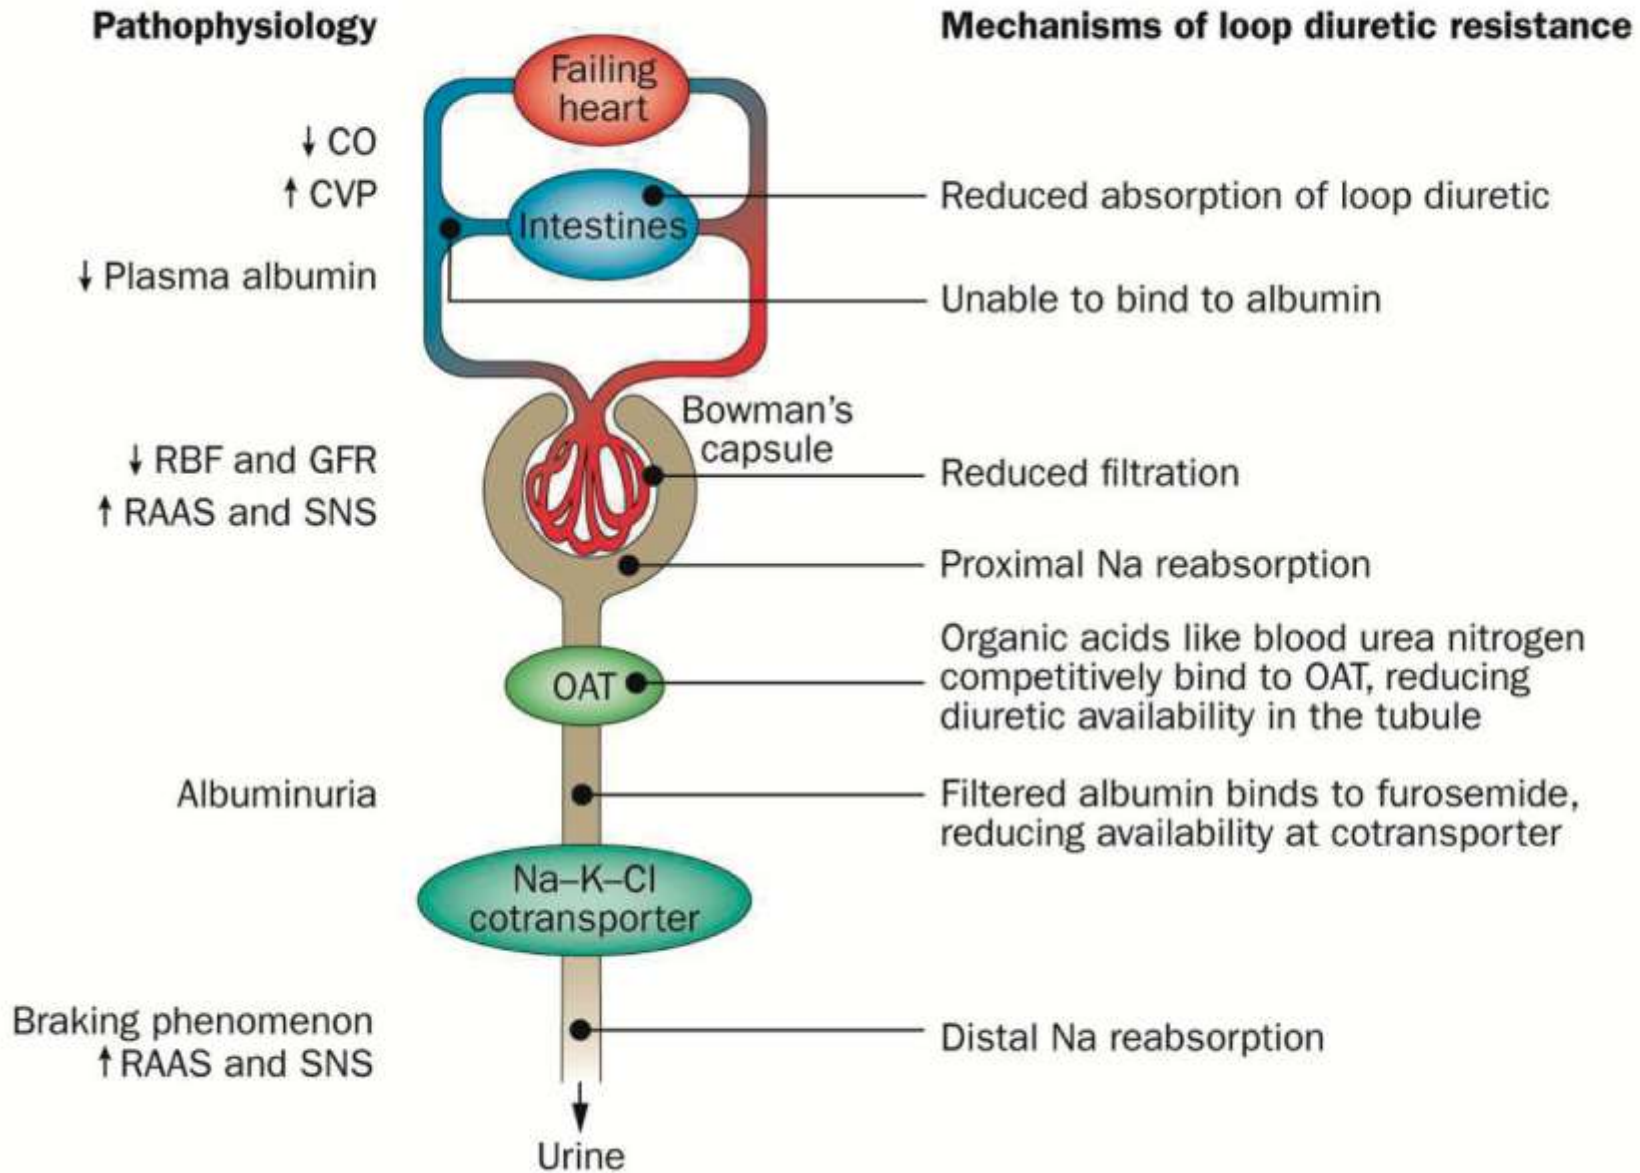 Pathophysiology
Mechanisms of loop diuretic resistance
Failing
heart
↓ CO
↑ CVP
Intestines
Reduced absorption of loop diuretic
↓ Plasma albumin
Unable to bind to albumin
Bowman's
capsule
↓ RBF and GFR
↑ RAAS and SNS
Reduced filtration
Proximal Na reabsorption
OAT
Organic acids like blood urea nitrogen
competitively bind to OAT, reducing
diuretic availability in the tubule
Albuminuria
Filtered albumin binds to furosemide,
reducing availability at cotransporter
Na–K–Cl
cotransporter
Braking phenomenon
↑ RAAS and SNS
Distal Na reabsorption
Urine